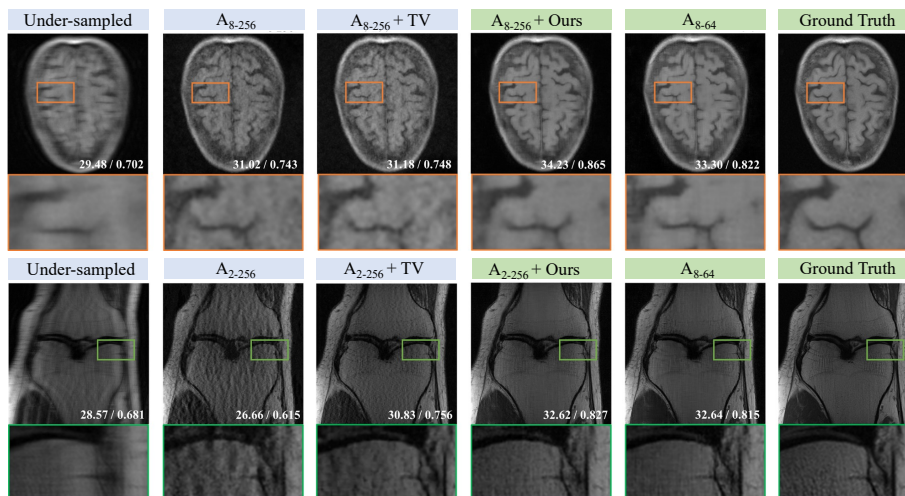 Under-sampled A8-256 A8-256 + TV A8-256 + Ours A8-64 Ground Truth
29.48 / 0.702 31.02 / 0.743 31.18 / 0.748 34.23 / 0.865 33.30 / 0.822
Under-sampled A2-256 A2-256 + TV A2-256 + Ours A8-64 Ground Truth
28.57 / 0.681 26.66 / 0.615 30.83 / 0.756 32.62 / 0.827 32.64 / 0.815